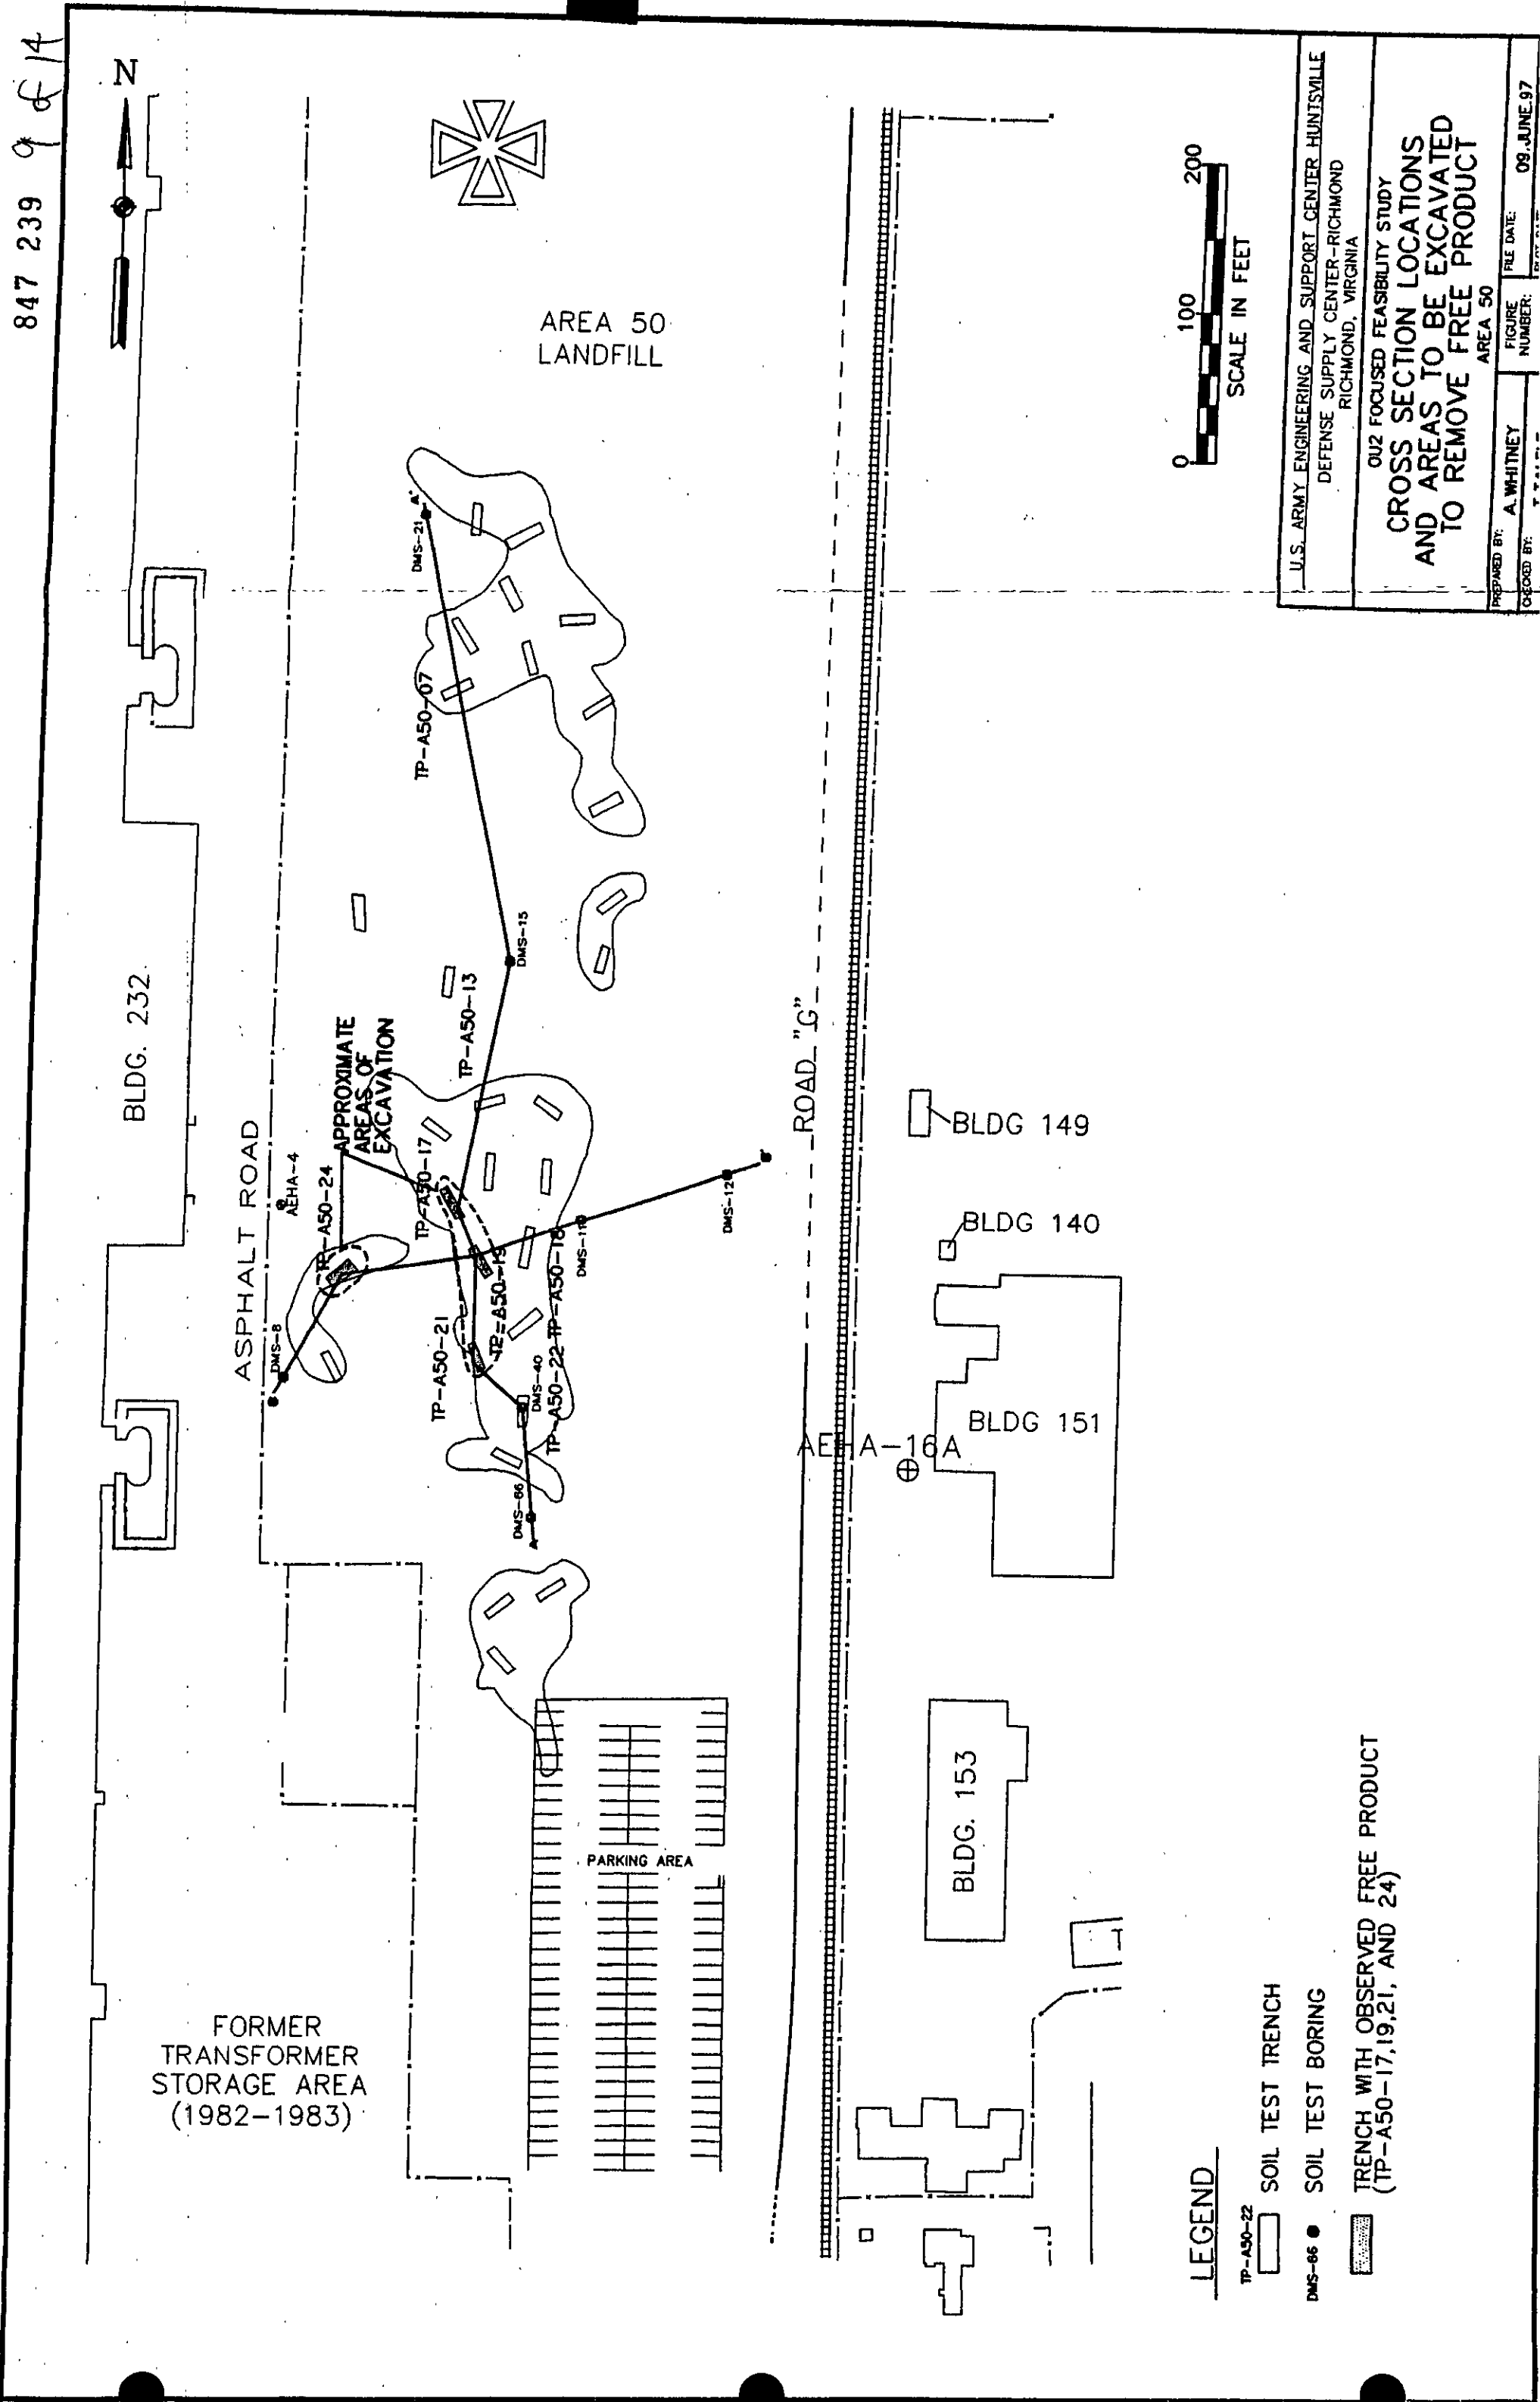 847 239 9 of 14
N
AREA 50
LANDFILL
BLDG. 232
ASPHALT ROAD
AEHA-4
APPROXIMATE
AREAS OF
EXCAVATION
TP-A50-24
TP-A50-17
TP-A50-13
TP-A50-07
DMS-21
A'
DMS-15
DMS-8
TP-A50-21
TP-A50-19
TP-A50-18
TP-A50-22
DMS-40
DMS-11
DMS-12
DMS-66
A
ROAD "G"
AEHA-16A
BLDG 149
BLDG 140
BLDG 151
BLDG. 153
PARKING AREA
FORMER
TRANSFORMER
STORAGE AREA
(1982-1983)
0 100 200
SCALE IN FEET
LEGEND
TP-A50-22
SOIL TEST TRENCH
DMS-66
SOIL TEST BORING
TRENCH WITH OBSERVED FREE PRODUCT
(TP-A50-17,19,21, AND 24)
U.S. ARMY ENGINEERING AND SUPPORT CENTER HUNTSVILLE
DEFENSE SUPPLY CENTER-RICHMOND
RICHMOND, VIRGINIA
OU2 FOCUSED FEASIBILITY STUDY
CROSS SECTION LOCATIONS
AND AREAS TO BE EXCAVATED
TO REMOVE FREE PRODUCT
AREA 50
PREPARED BY: A. WHITNEY
FIGURE
NUMBER:
FILE DATE: 09.JUNE.97
CHECKED BY: